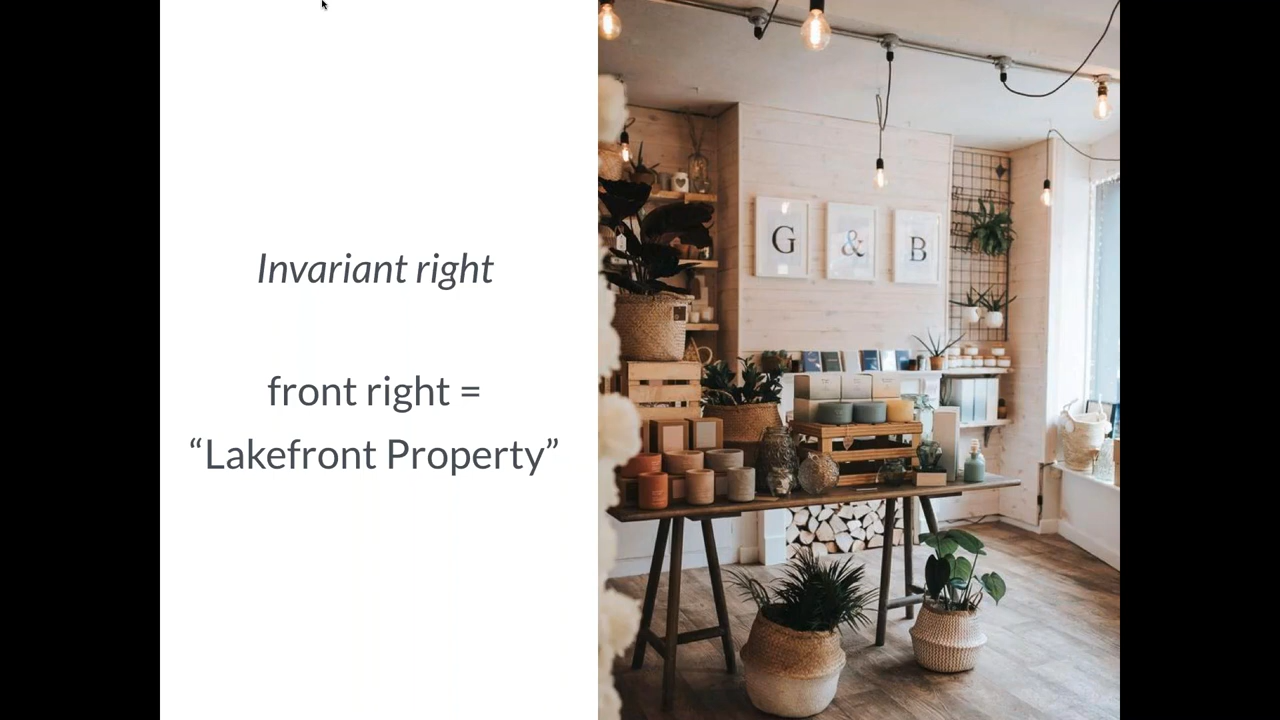 Invariant right
front right =
“Lakefront Property”
G & B